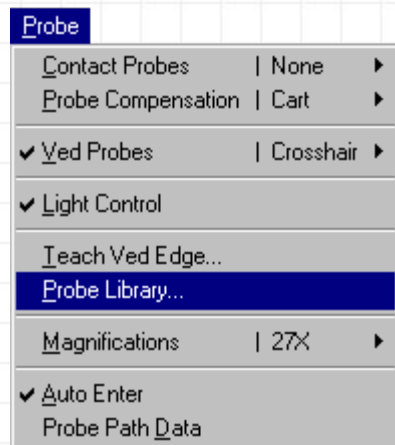 Probe
Contact Probes | None
Probe Compensation | Cart
Ved Probes | Crosshair
Light Control
Teach Ved Edge...
Probe Library...
Magnifications | 27X
Auto Enter
Probe Path Data